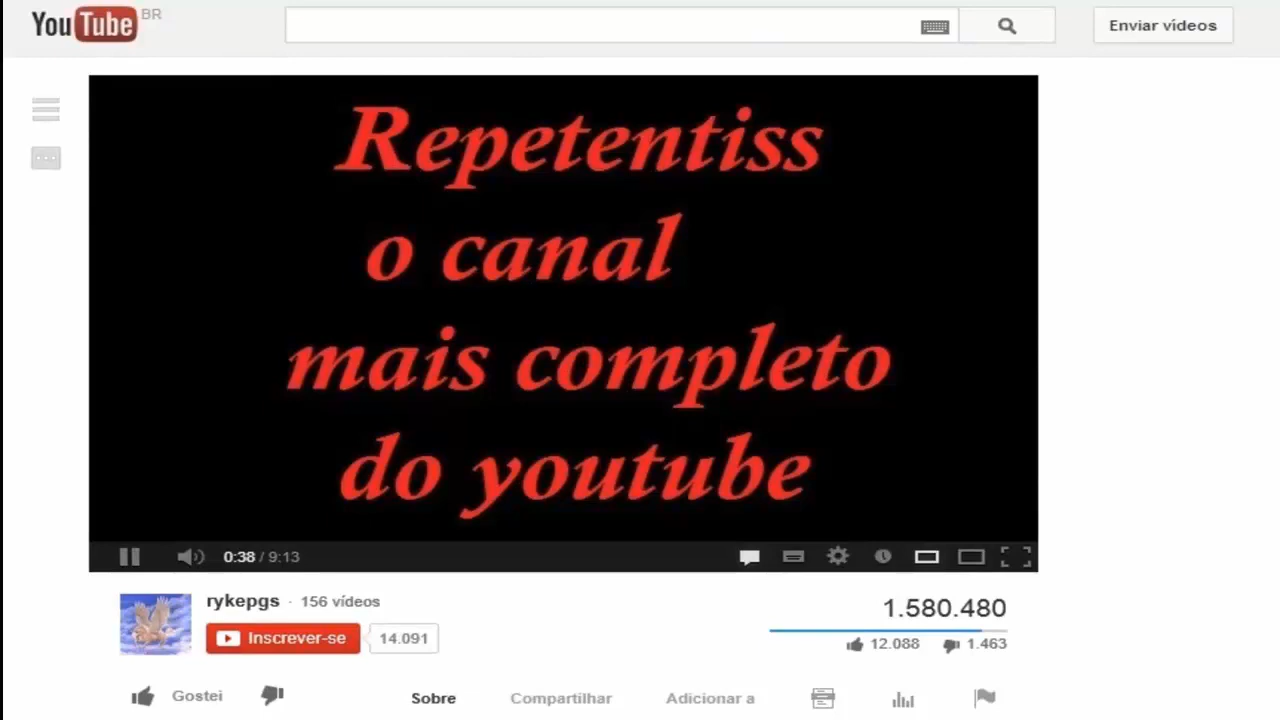 YouTube BR
Enviar vídeos
Repetentiss
o canal
mais completo
do youtube
0:38 / 9:13
rykepgs · 156 vídeos
Inscrever-se 14.091
1.580.480
12.088 1.463
Gostei
Sobre Compartilhar Adicionar a